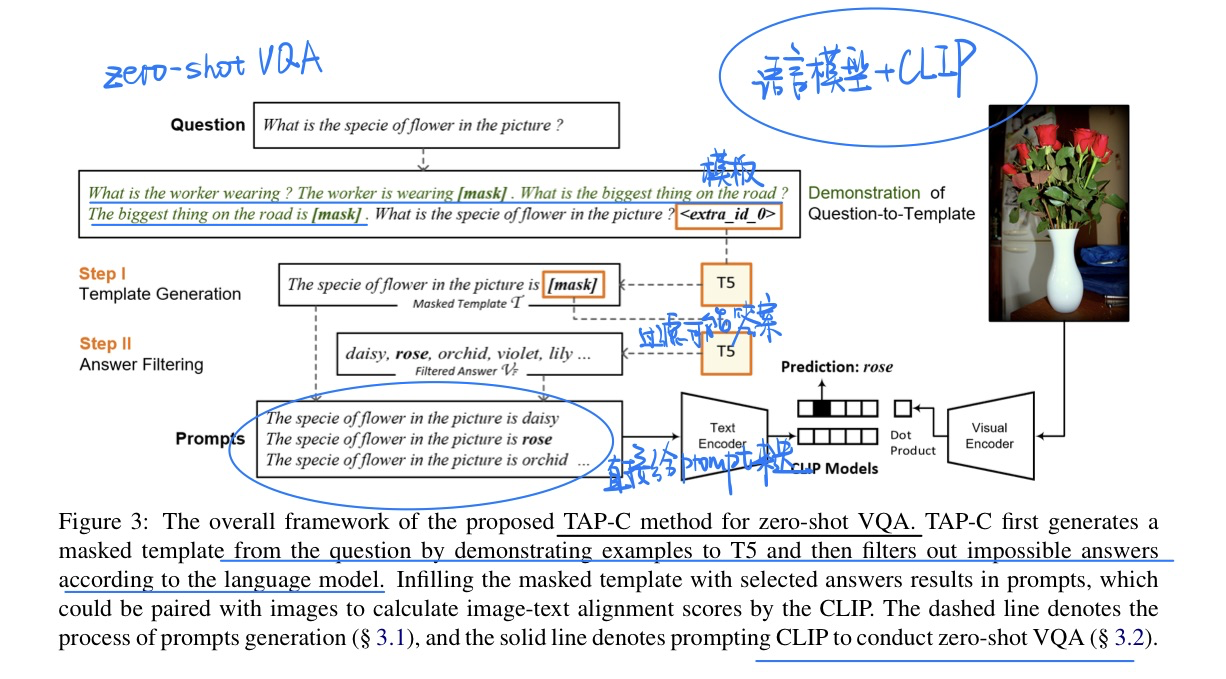 zero-shot VQA
语言模型+CLIP
Question
What is the specie of flower in the picture ?
模板
What is the worker wearing ? The worker is wearing [mask] . What is the biggest thing on the road ?
The biggest thing on the road is [mask] . What is the specie of flower in the picture ? <extra_id_0>
Demonstration of
Question-to-Template
Step I
Template Generation
The specie of flower in the picture is [mask]
Masked Template T
T5
过滤可能答案
Step II
Answer Filtering
daisy, rose, orchid, violet, lily ...
Filtered Answer V_F
T5
Prompts
The specie of flower in the picture is daisy
The specie of flower in the picture is rose
The specie of flower in the picture is orchid ...
Text
Encoder
Prediction: rose
Dot
Product
CLIP Models
Visual
Encoder
直接给prompt来选
Figure 3: The overall framework of the proposed TAP-C method for zero-shot VQA. TAP-C first generates a
masked template from the question by demonstrating examples to T5 and then filters out impossible answers
according to the language model. Infilling the masked template with selected answers results in prompts, which
could be paired with images to calculate image-text alignment scores by the CLIP. The dashed line denotes the
process of prompts generation (§ 3.1), and the solid line denotes prompting CLIP to conduct zero-shot VQA (§ 3.2).